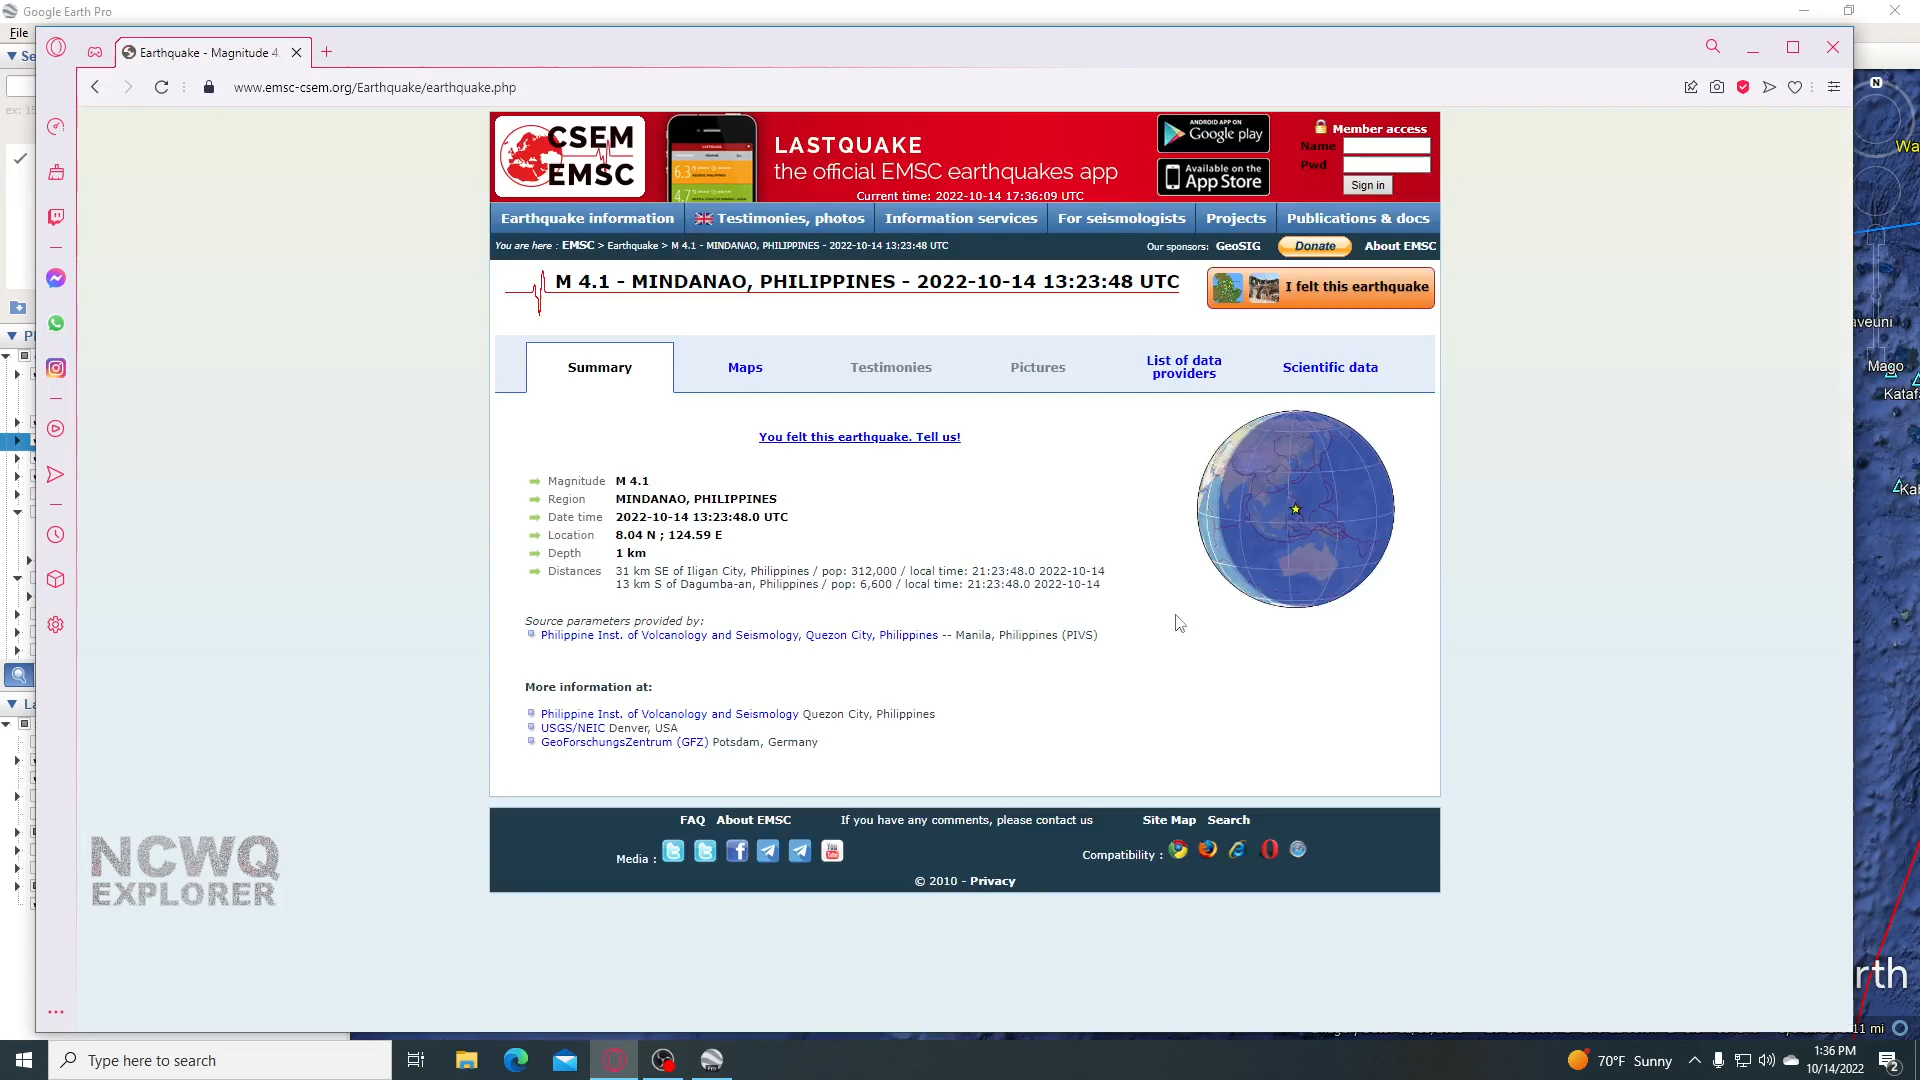 Google Earth Pro
File
Earthquake - Magnitude 4.
www.emsc-csem.org/Earthquake/earthquake.php
CSEM
EMSC
LASTQUAKE
the official EMSC earthquakes app
Current time: 2022-10-14 17:36:09 UTC
ANDROID APP ON
Google play
Available on the
App Store
Member access
Name
Pwd
Sign in
Earthquake information
Testimonies, photos
Information services
For seismologists
Projects
Publications & docs
You are here : EMSC > Earthquake > M 4.1 - MINDANAO, PHILIPPINES - 2022-10-14 13:23:48 UTC
Our sponsors: GeoSIG
Donate
About EMSC
M 4.1 - MINDANAO, PHILIPPINES - 2022-10-14 13:23:48 UTC
I felt this earthquake
Summary
Maps
Testimonies
Pictures
List of data
providers
Scientific data
You felt this earthquake. Tell us!
Magnitude M 4.1
Region MINDANAO, PHILIPPINES
Date time 2022-10-14 13:23:48.0 UTC
Location 8.04 N ; 124.59 E
Depth 1 km
Distances 31 km SE of Iligan City, Philippines / pop: 312,000 / local time: 21:23:48.0 2022-10-14
13 km S of Dagumba-an, Philippines / pop: 6,600 / local time: 21:23:48.0 2022-10-14
Source parameters provided by:
Philippine Inst. of Volcanology and Seismology, Quezon City, Philippines -- Manila, Philippines (PIVS)
More information at:
Philippine Inst. of Volcanology and Seismology Quezon City, Philippines
USGS/NEIC Denver, USA
GeoForschungsZentrum (GFZ) Potsdam, Germany
FAQ About EMSC If you have any comments, please contact us Site Map Search
Media :
Compatibility :
© 2010 - Privacy
NCWQ
EXPLORER
N
Wa
aveuni
Mago
Kataf
Kab
rth
11 mi
Type here to search
70°F Sunny
1:36 PM
10/14/2022
2